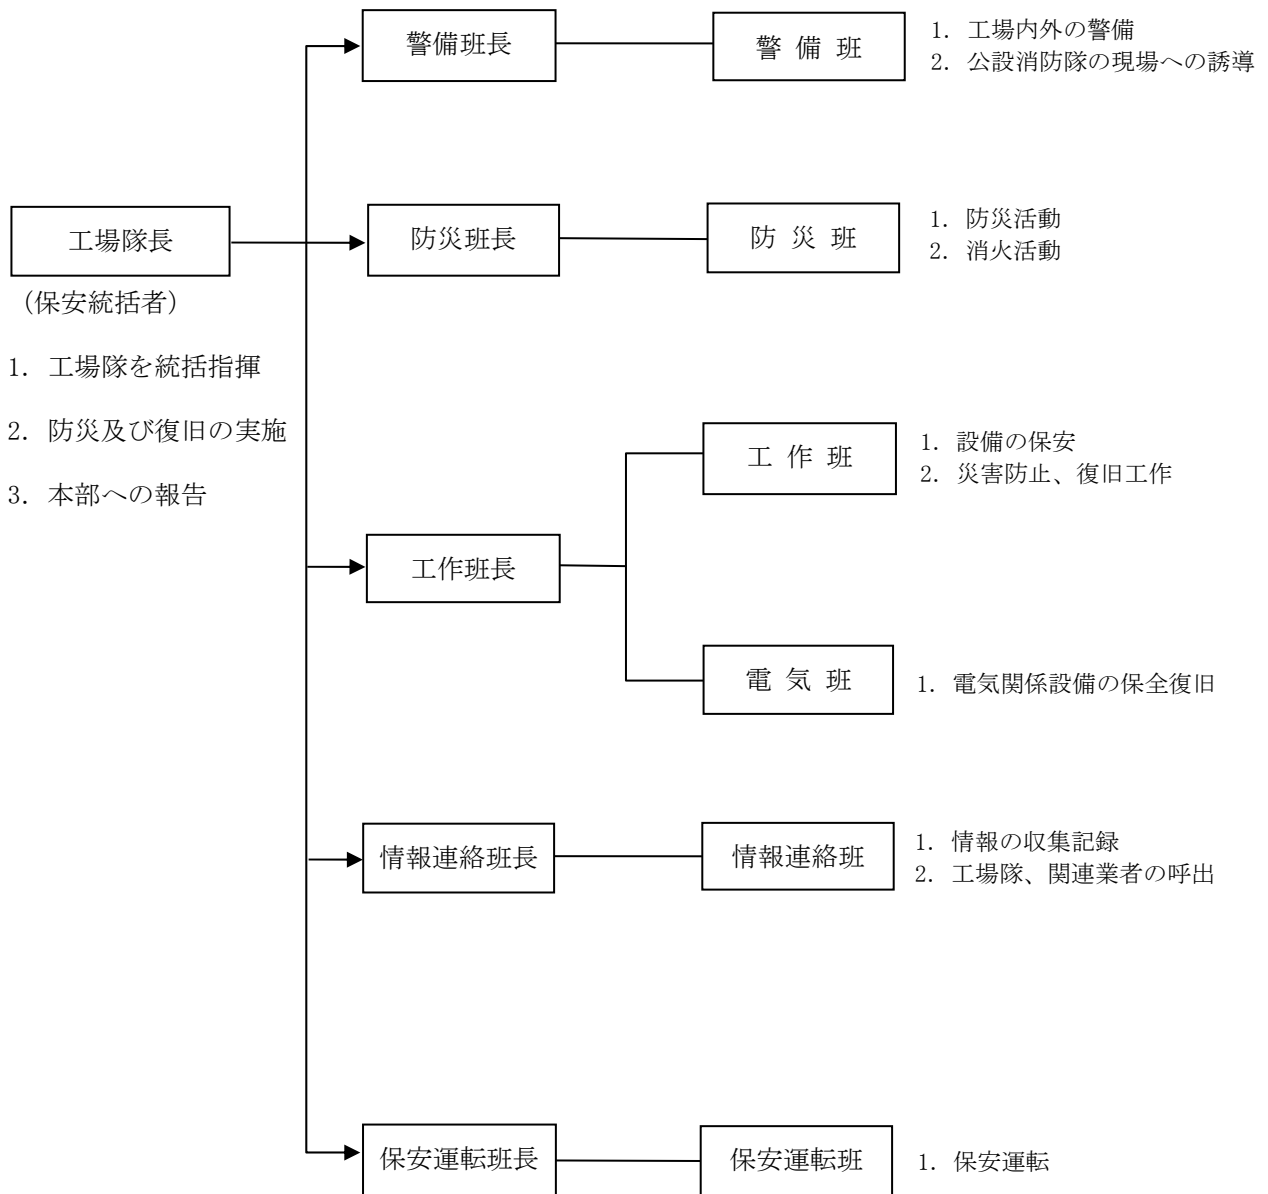 警備班長
警 備 班
1. 工場内外の警備
2. 公設消防隊の現場への誘導
工場隊長
(保安統括者)
1. 工場隊を統括指揮
2. 防災及び復旧の実施
3. 本部への報告
防災班長
防 災 班
1. 防災活動
2. 消火活動
工作班長
工 作 班
1. 設備の保安
2. 災害防止、復旧工作
電 気 班
1. 電気関係設備の保全復旧
情報連絡班長
情報連絡班
1. 情報の収集記録
2. 工場隊、関連業者の呼出
保安運転班長
保安運転班
1. 保安運転